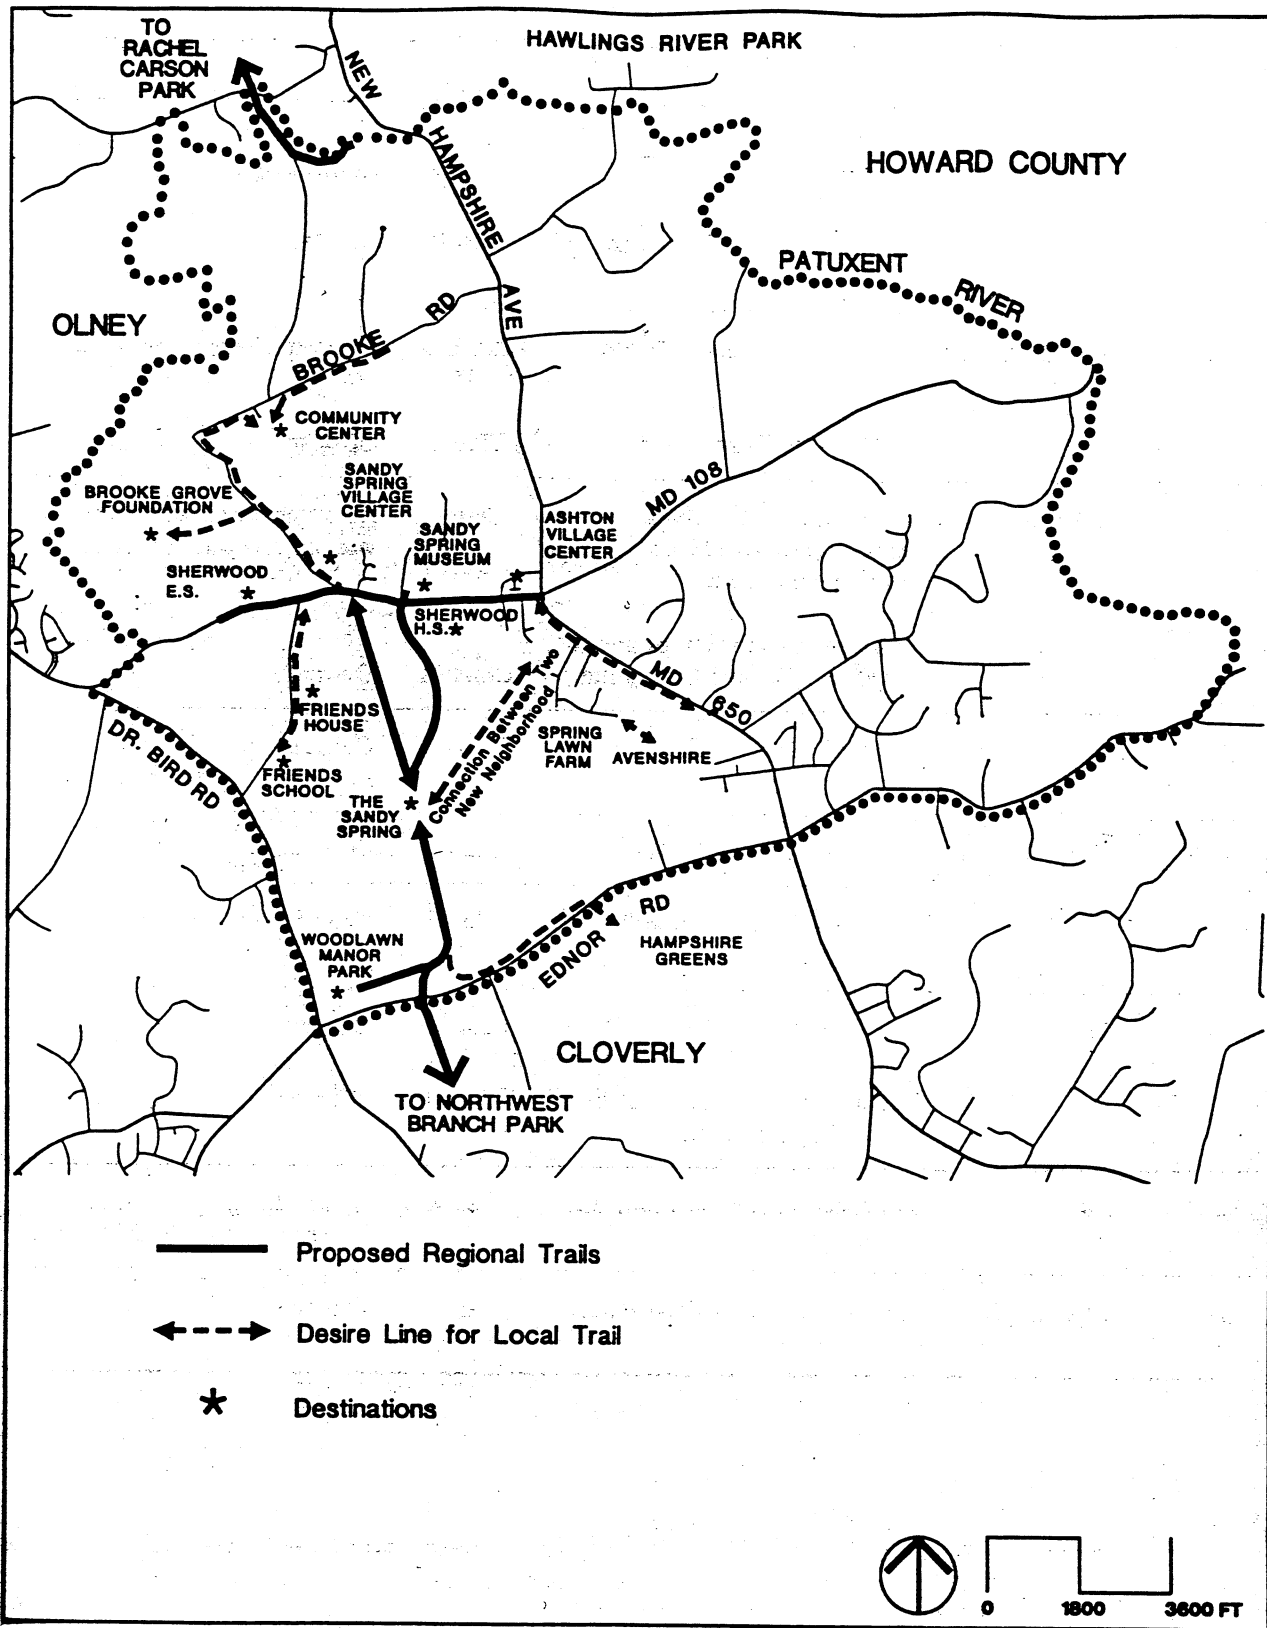 TO
RACHEL
CARSON
PARK
HAWLINGS RIVER PARK
NEW
HAMPSHIRE
AVE
HOWARD COUNTY
PATUXENT
RIVER
OLNEY
BROOKE
RD
COMMUNITY
CENTER
SANDY
SPRING
VILLAGE
CENTER
BROOKE GROVE
FOUNDATION
MD 108
ASHTON
VILLAGE
CENTER
SANDY
SPRING
MUSEUM
SHERWOOD
E.S.
SHERWOOD
H.S.
MD
650
Connection Between Two
New Neighborhood
FRIENDS
HOUSE
SPRING
LAWN
FARM
AVENSHIRE
DR. BIRD RD
FRIENDS
SCHOOL
THE
SANDY
SPRING
EDNOR
RD
WOODLAWN
MANOR
PARK
HAMPSHIRE
GREENS
CLOVERLY
TO NORTHWEST
BRANCH PARK
Proposed Regional Trails
Desire Line for Local Trail
Destinations
0 1800 3600 FT